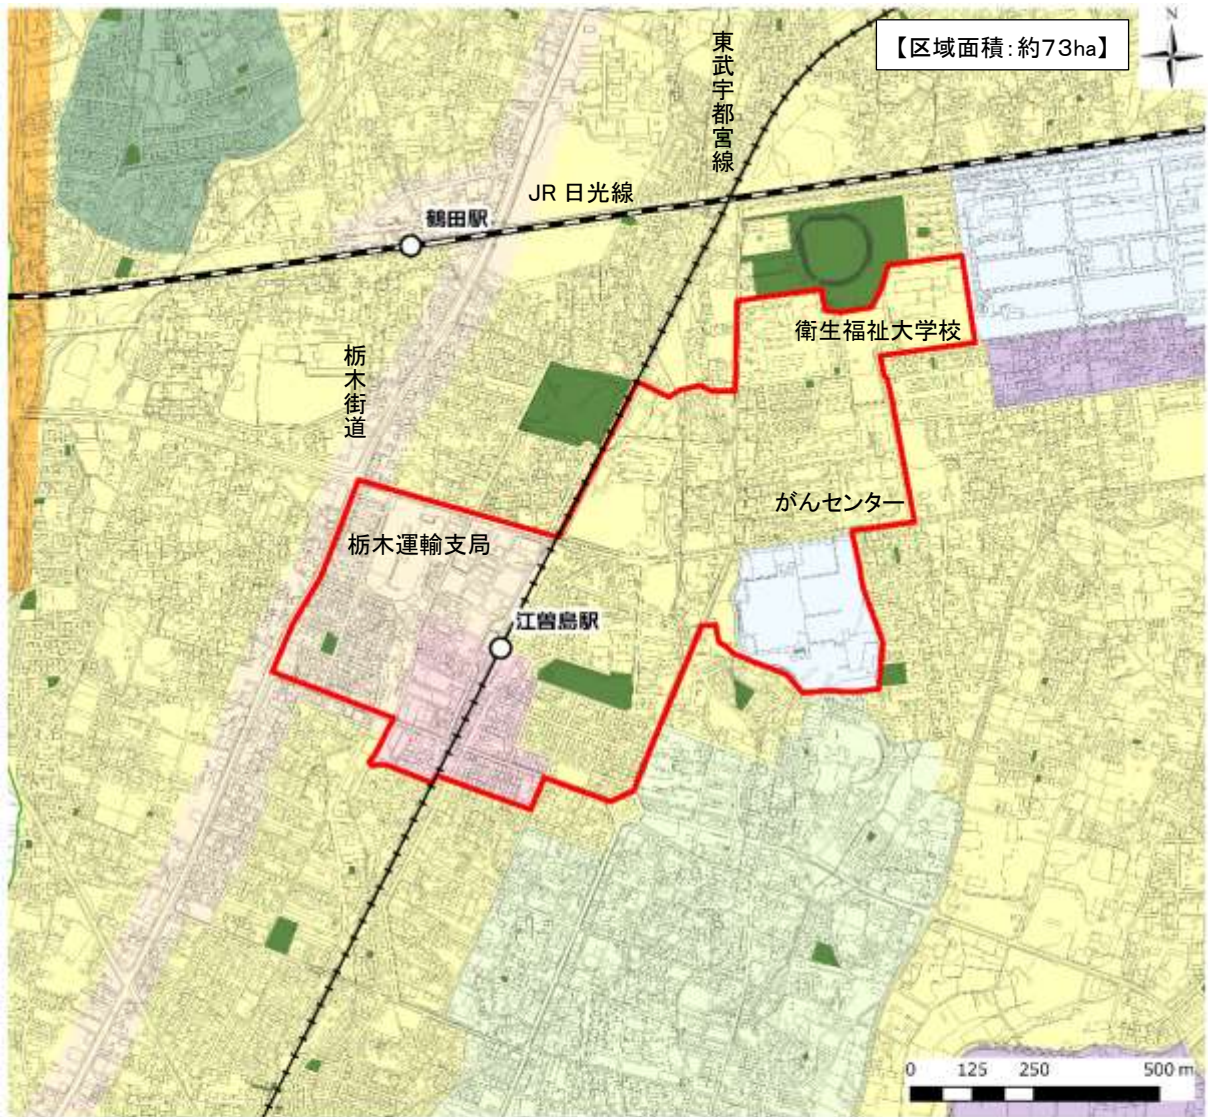 【区域面積:約73ha】
N
東武宇都宮線
JR 日光線
鶴田駅
衛生福祉大学校
栃木街道
がんセンター
栃木運輸支局
江曽島駅
0 125 250 500 m